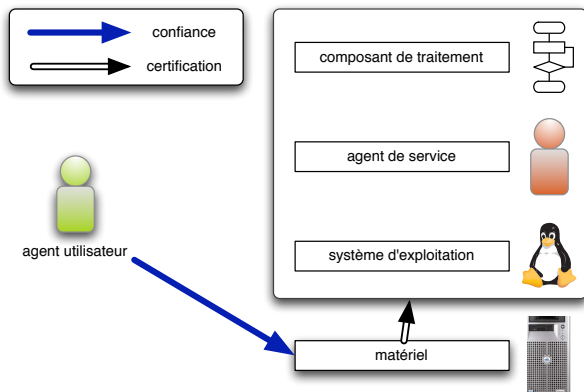 confiance
certification
composant de traitement
agent de service
agent utilisateur
système d'exploitation
matériel